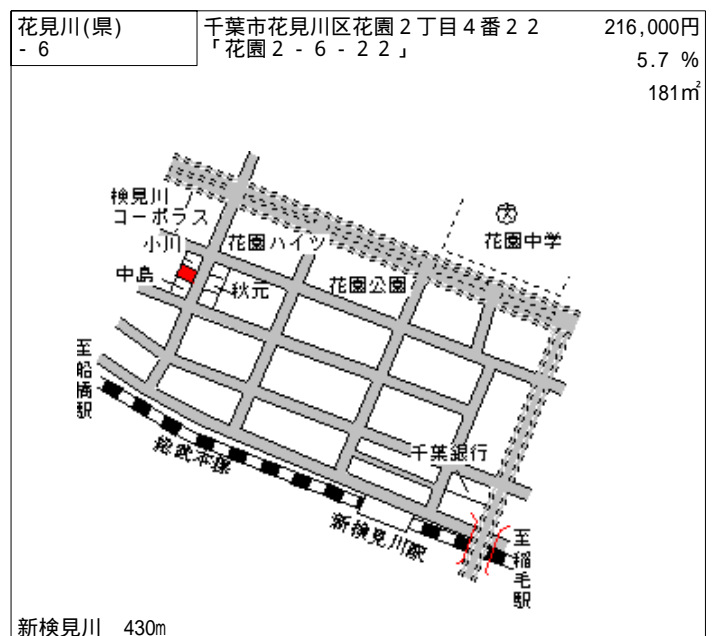 花見川(県)
- 6
千葉市花見川区花園２丁目４番２２
「花園２ - ６ - ２２」
216,000円
5.7 %
181㎡
検見川
コーポラス
小川
花園ハイツ
中島
秋元
花園公園
文
花園中学
至船橋駅
総武本線
千葉銀行
新検見川駅
至稲毛駅
新検見川 430m